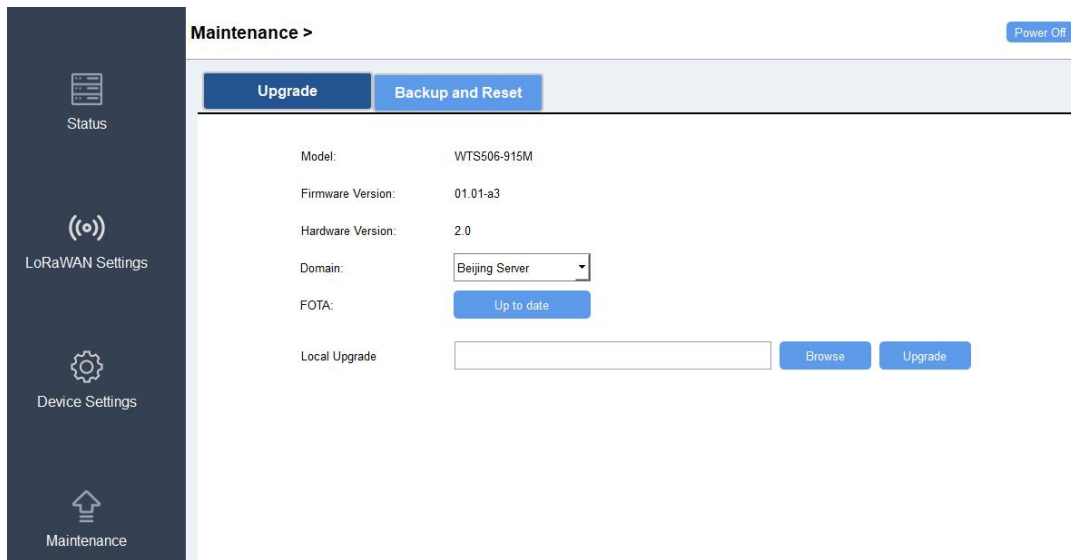 Maintenance >
Power Off
Status
LoRaWAN Settings
Device Settings
Maintenance
Upgrade
Backup and Reset
Model: WTS506-915M
Firmware Version: 01.01-a3
Hardware Version: 2.0
Domain: Beijing Server
FOTA: Up to date
Local Upgrade Browse Upgrade